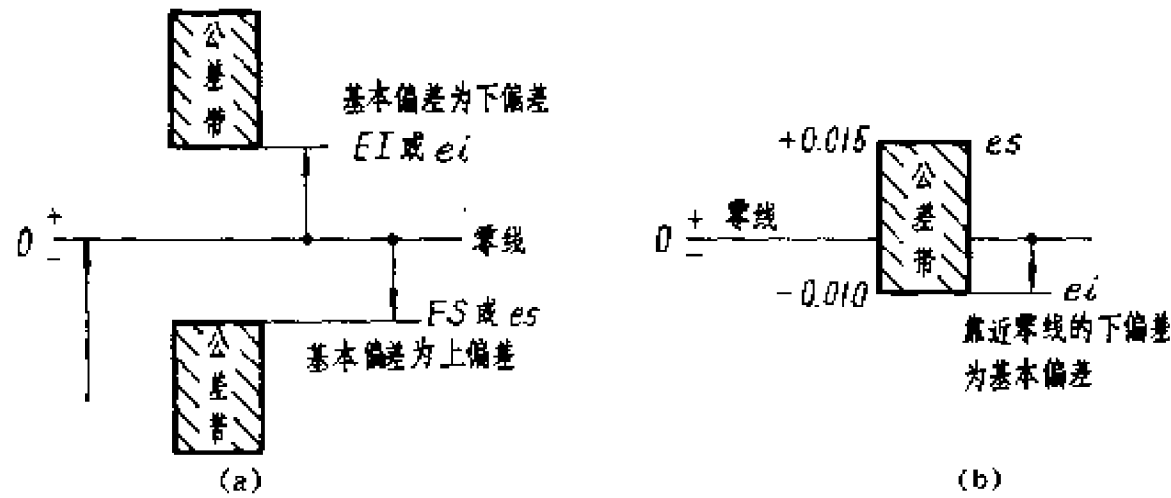 公差带
基本偏差为下偏差
EI或ei
0
+
-
零线
ES或es
基本偏差为上偏差
公差带
(a)
+0.015
es
公差带
0
+
-
零线
-0.010
ei
靠近零线的下偏差
为基本偏差
(b)